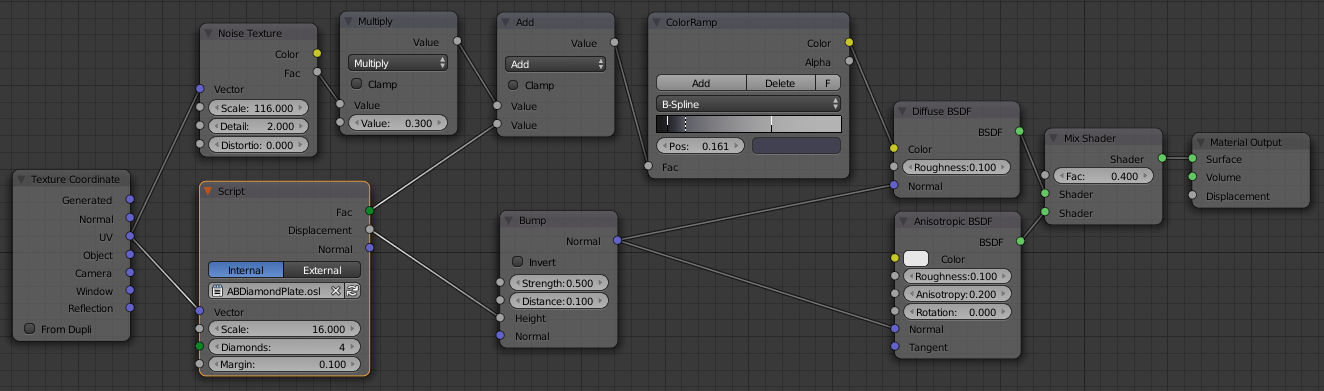 Texture Coordinate
Generated
Normal
UV
Object
Camera
Window
Reflection
From Dupli
Noise Texture
Color
Fac
Vector
Scale: 116.000
Detail: 2.000
Distortio: 0.000
Script
Fac
Displacement
Normal
Internal External
ABDiamondPlate.osl
Vector
Scale: 16.000
Diamonds: 4
Margin: 0.100
Multiply
Value
Multiply
Clamp
Value
Value: 0.300
Add
Value
Add
Clamp
Value
Value
Bump
Normal
Invert
Strength:0.500
Distance:0.100
Height
Normal
ColorRamp
Color
Alpha
Add Delete F
B-Spline
Pos: 0.161
Fac
Diffuse BSDF
BSDF
Color
Roughness:0.100
Normal
Anisotropic BSDF
BSDF
Color
Roughness:0.100
Anisotropy:0.200
Rotation: 0.000
Normal
Tangent
Mix Shader
Shader
Fac: 0.400
Shader
Shader
Material Output
Surface
Volume
Displacement